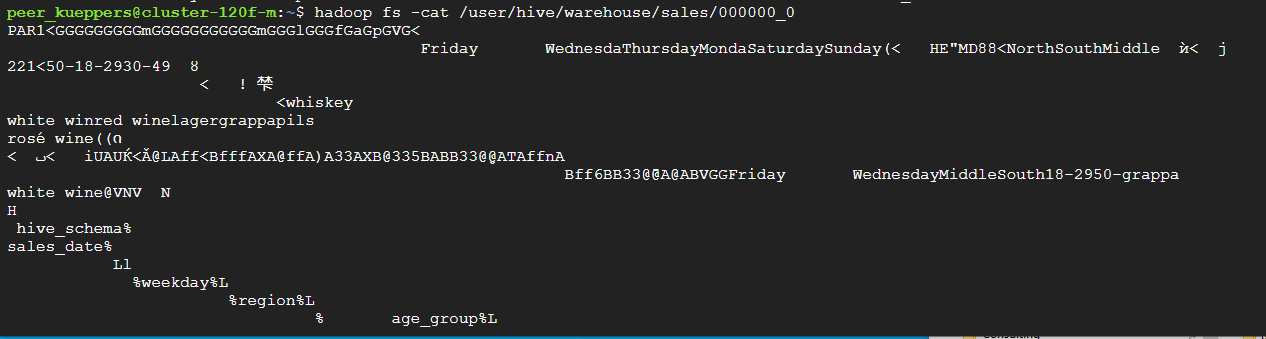 peer_kueppers@cluster-120f-m:~$ hadoop fs -cat /user/hive/warehouse/sales/000000_0
PAR1<GGGGGGGGGmGGGGGGGGGGGmGGGlGGGfGaGpGVG<
Friday WednesdaThursdayMondaSaturdaySunday(< HE"MD88<NorthSouthMiddle ѝ< j
221<50-18-2930-49 8
< !
<whiskey
white winred winelagergrappapils
rosé wine((
< < iUAUЌ<Ǎ@LAff<BfffAXA@ffA)A33AXB@335BABB33@@ATAffnA
Bff6BB33@@A@ABVGGFriday WednesdayMiddleSouth18-2950-grappa
white wine@VNV N
H
hive_schema%
sales_date%
Ll
%weekday%L
%region%L
% age_group%L